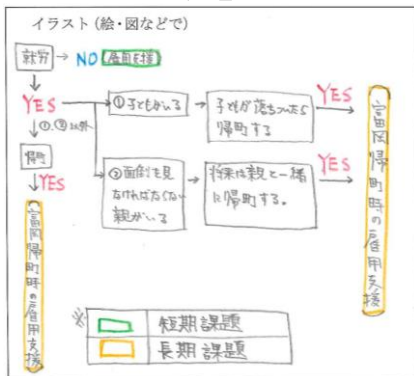 イラスト(絵・図などで)
就労 → NO 雇用支援
YES
①子どもがいる
子どもが落ちついたら
帰町する
YES
①、②以外
帰町
YES
②面倒を見
なければならない
親がいる
将来は親と一緒
に帰町する。
YES
富岡帰町時の雇用支援
富岡帰町時の雇用支援
※
短期課題
長期課題